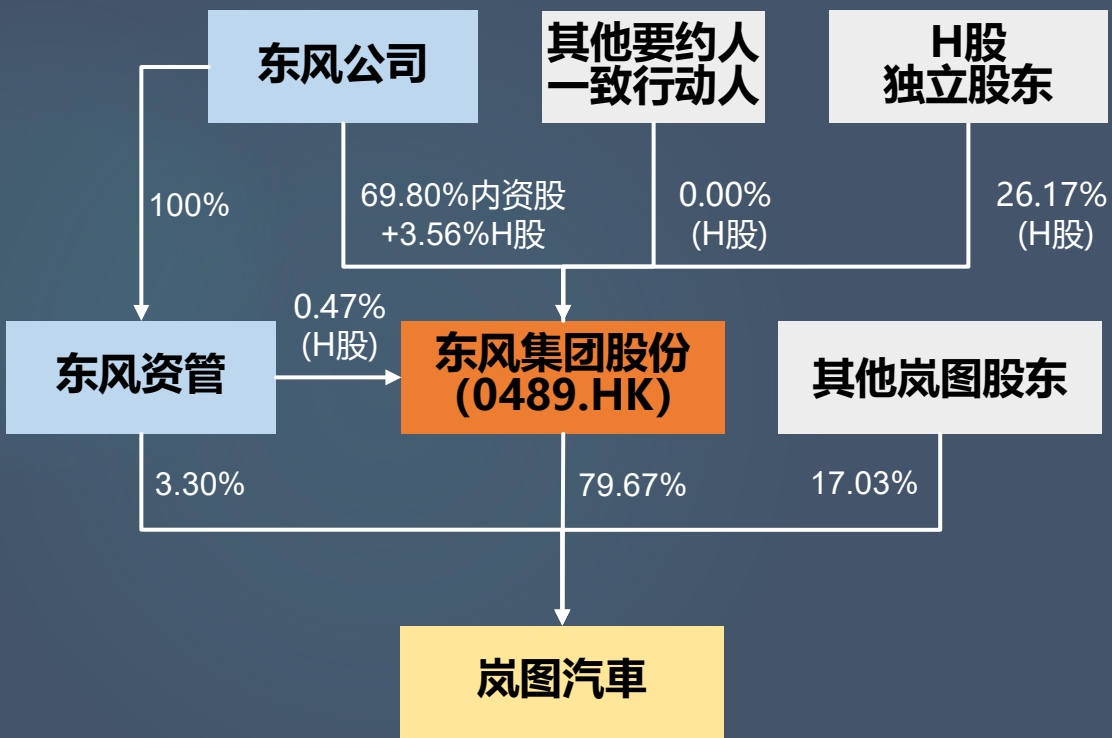 东风公司
其他要约人
一致行动人
H股
独立股东
100%
69.80%内资股
+3.56%H股
0.00%
(H股)
26.17%
(H股)
0.47%
(H股)
东风资管
东风集团股份
(0489.HK)
其他岚图股东
3.30%
79.67%
17.03%
岚图汽車